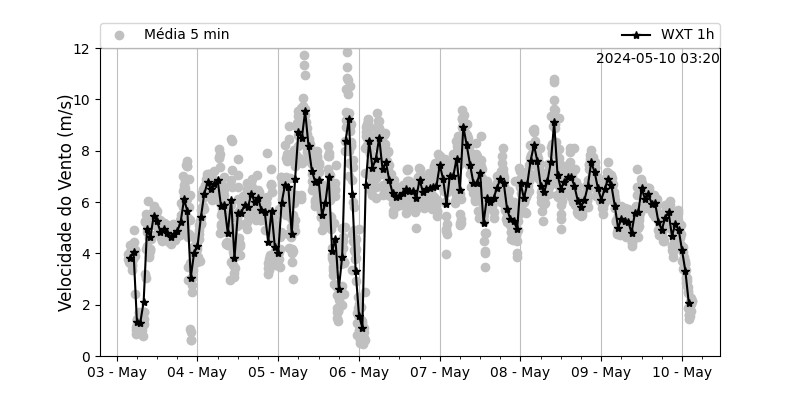 Média 5 min
WXT 1h
2024-05-10 03:20
Velocidade do Vento (m/s)
12
10
8
6
4
2
0
03 - May
04 - May
05 - May
06 - May
07 - May
08 - May
09 - May
10 - May